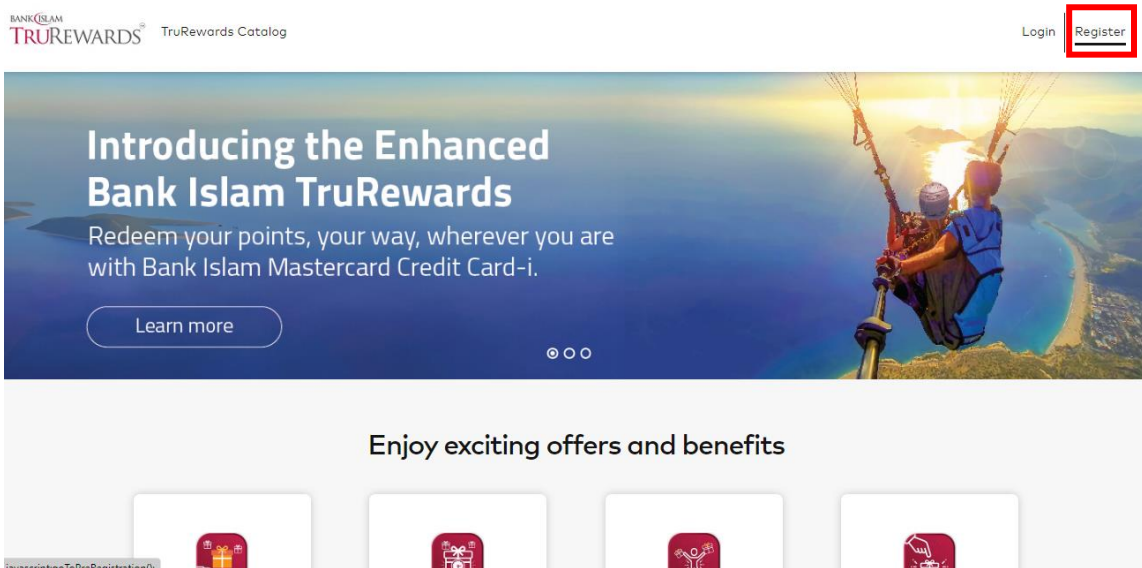 BANK ISLAM
TRUREWARDS
TruRewards Catalog
Login
Register
Introducing the Enhanced
Bank Islam TruRewards
Redeem your points, your way, wherever you are
with Bank Islam Mastercard Credit Card-i.
Learn more
Enjoy exciting offers and benefits